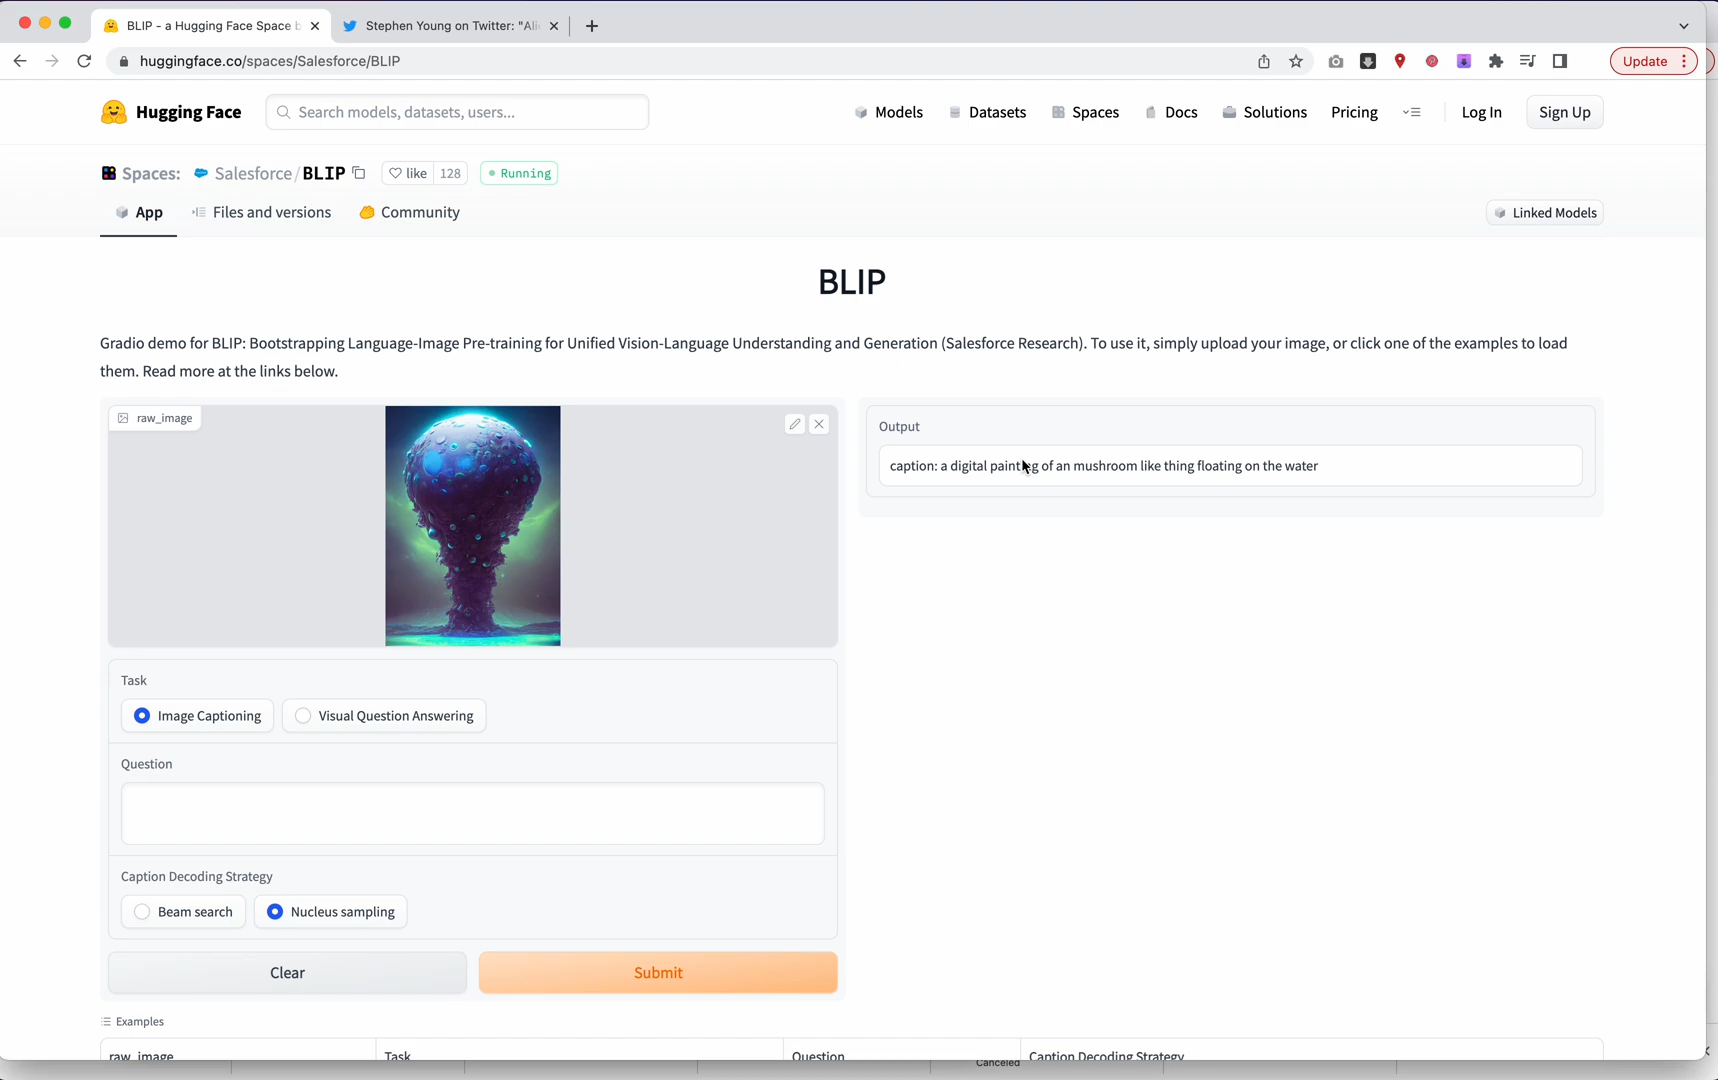 BLIP - a Hugging Face Space b
Stephen Young on Twitter: "Ali
huggingface.co/spaces/Salesforce/BLIP
Update
Hugging Face
Search models, datasets, users...
Models
Datasets
Spaces
Docs
Solutions
Pricing
Log In
Sign Up
Spaces:
Salesforce/BLIP
like
128
Running
App
Files and versions
Community
Linked Models
BLIP
Gradio demo for BLIP: Bootstrapping Language-Image Pre-training for Unified Vision-Language Understanding and Generation (Salesforce Research). To use it, simply upload your image, or click one of the examples to load
them. Read more at the links below.
raw_image
Output
caption: a digital painting of an mushroom like thing floating on the water
Task
Image Captioning
Visual Question Answering
Question
Caption Decoding Strategy
Beam search
Nucleus sampling
Clear
Submit
Examples
raw_image
Task
Question
Caption Decoding Strategy
Canceled